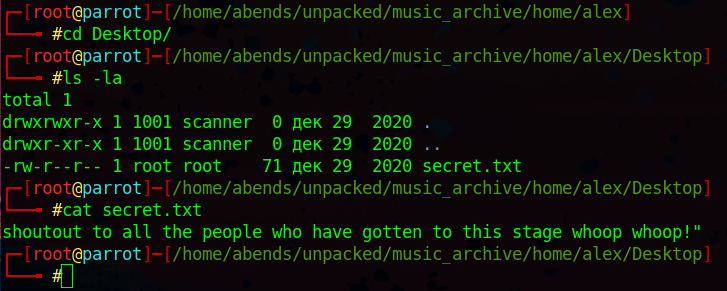 ┌─[root@parrot]─[/home/abends/unpacked/music_archive/home/alex]
└──╼ #cd Desktop/
┌─[root@parrot]─[/home/abends/unpacked/music_archive/home/alex/Desktop]
└──╼ #ls -la
total 1
drwxrwxr-x 1 1001 scanner  0 дек 29  2020 .
drwxr-xr-x 1 1001 scanner  0 дек 29  2020 ..
-rw-r--r-- 1 root root    71 дек 29  2020 secret.txt
┌─[root@parrot]─[/home/abends/unpacked/music_archive/home/alex/Desktop]
└──╼ #cat secret.txt
shoutout to all the people who have gotten to this stage whoop whoop!"
┌─[root@parrot]─[/home/abends/unpacked/music_archive/home/alex/Desktop]
└──╼ #